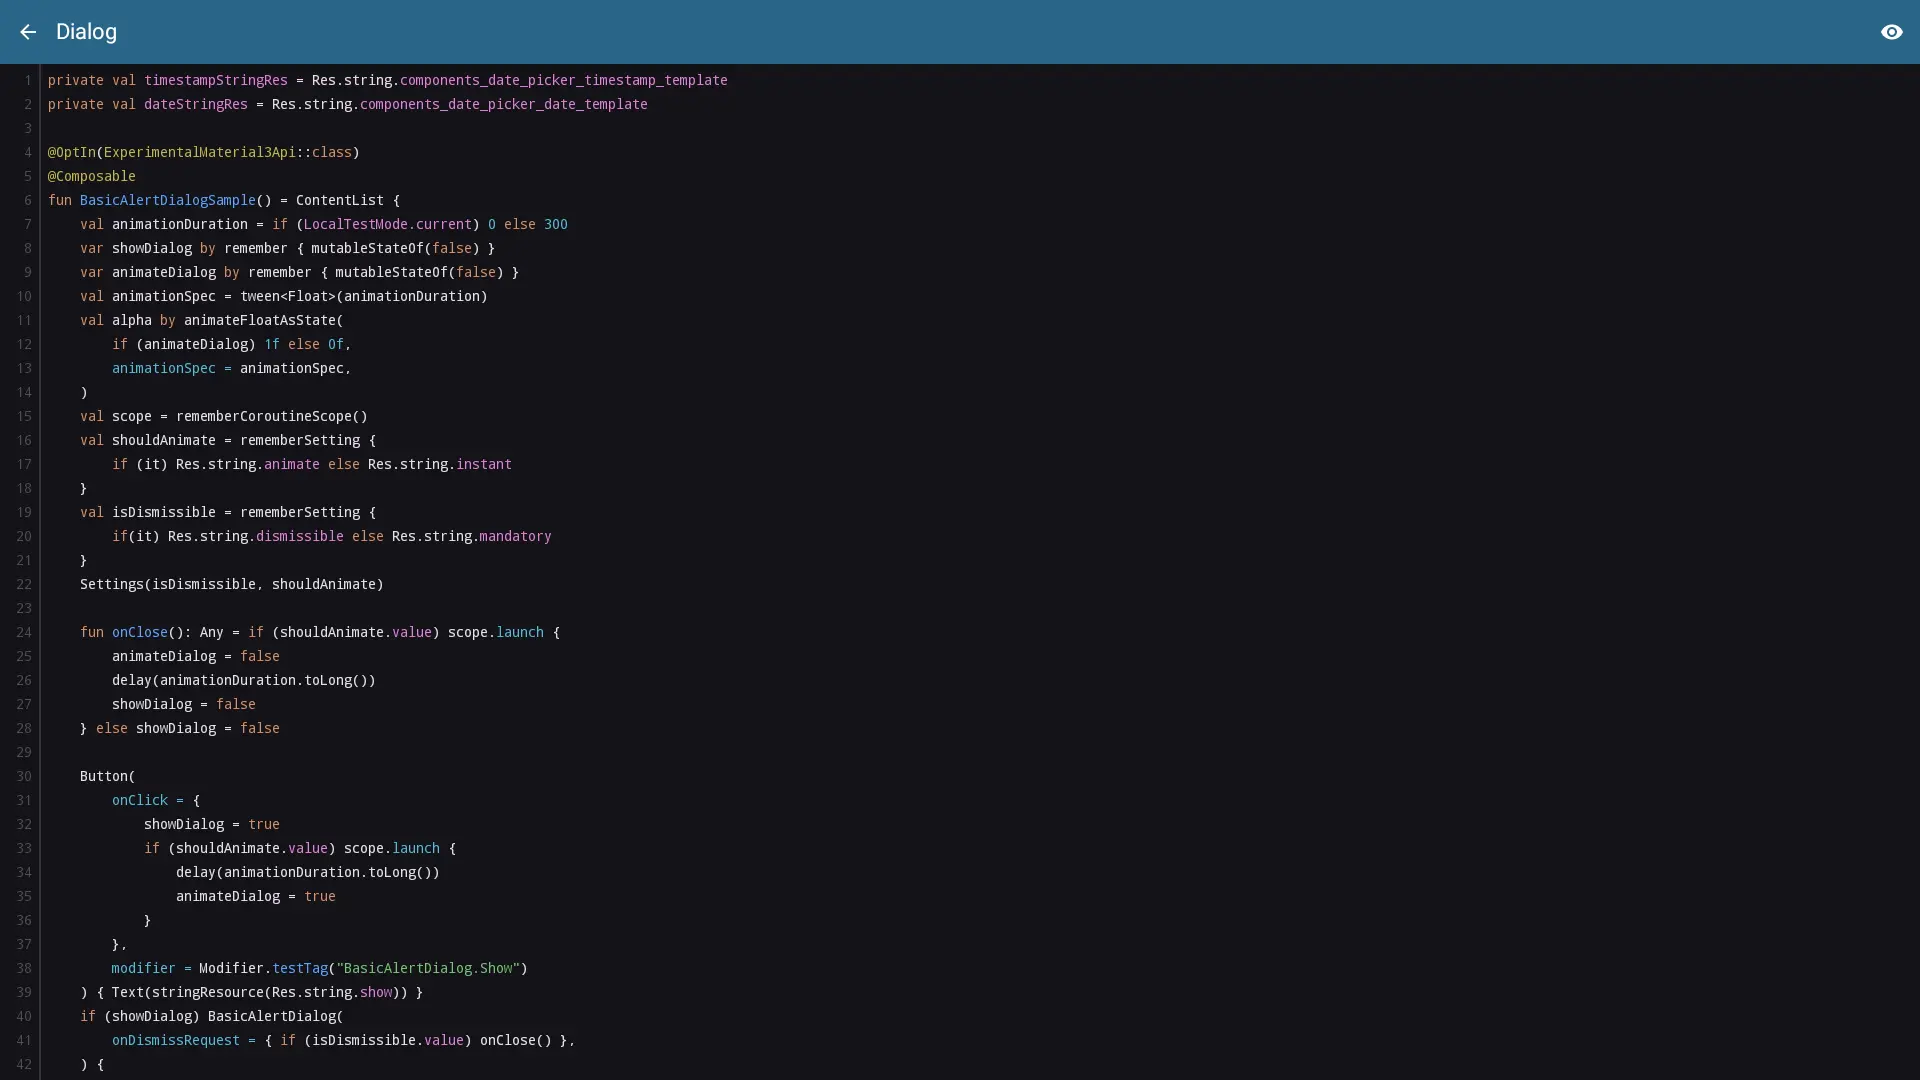 Dialog
1 private val timestampStringRes = Res.string.components_date_picker_timestamp_template
2 private val dateStringRes = Res.string.components_date_picker_date_template
3
4 @OptIn(ExperimentalMaterial3Api::class)
5 @Composable
6 fun BasicAlertDialogSample() = ContentList {
7     val animationDuration = if (LocalTestMode.current) 0 else 300
8     var showDialog by remember { mutableStateOf(false) }
9     var animateDialog by remember { mutableStateOf(false) }
10     val animationSpec = tween<Float>(animationDuration)
11     val alpha by animateFloatAsState(
12         if (animateDialog) 1f else 0f,
13         animationSpec = animationSpec,
14     )
15     val scope = rememberCoroutineScope()
16     val shouldAnimate = rememberSetting {
17         if (it) Res.string.animate else Res.string.instant
18     }
19     val isDismissible = rememberSetting {
20         if(it) Res.string.dismissible else Res.string.mandatory
21     }
22     Settings(isDismissible, shouldAnimate)
23
24     fun onClose(): Any = if (shouldAnimate.value) scope.launch {
25         animateDialog = false
26         delay(animationDuration.toLong())
27         showDialog = false
28     } else showDialog = false
29
30     Button(
31         onClick = {
32             showDialog = true
33             if (shouldAnimate.value) scope.launch {
34                 delay(animationDuration.toLong())
35                 animateDialog = true
36             }
37         },
38         modifier = Modifier.testTag("BasicAlertDialog.Show")
39     ) { Text(stringResource(Res.string.show)) }
40     if (showDialog) BasicAlertDialog(
41         onDismissRequest = { if (isDismissible.value) onClose() },
42     ) {